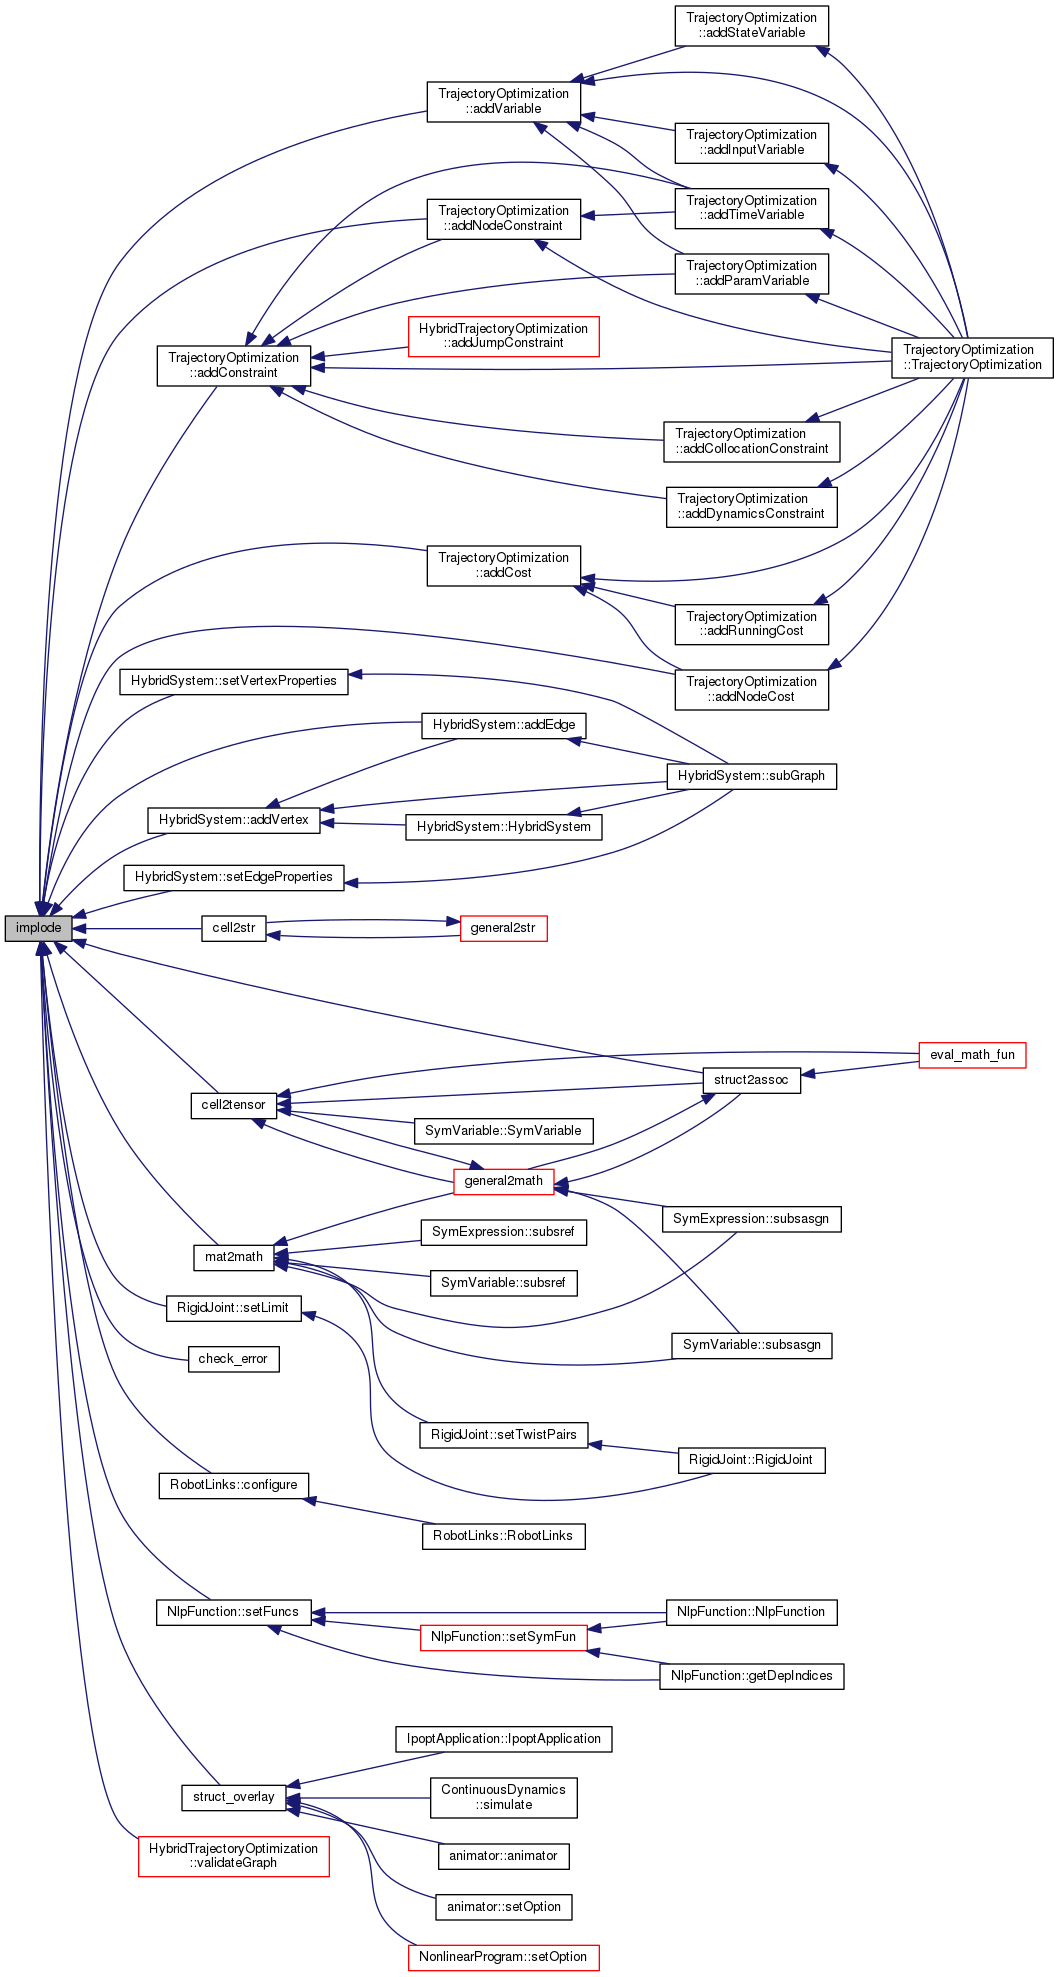 TrajectoryOptimization
::addStateVariable
TrajectoryOptimization
::addVariable
TrajectoryOptimization
::addInputVariable
TrajectoryOptimization
::addTimeVariable
TrajectoryOptimization
::addNodeConstraint
TrajectoryOptimization
::addParamVariable
HybridTrajectoryOptimization
::addJumpConstraint
TrajectoryOptimization
::TrajectoryOptimization
TrajectoryOptimization
::addConstraint
TrajectoryOptimization
::addCollocationConstraint
TrajectoryOptimization
::addDynamicsConstraint
TrajectoryOptimization
::addCost
TrajectoryOptimization
::addRunningCost
HybridSystem::setVertexProperties
TrajectoryOptimization
::addNodeCost
HybridSystem::addEdge
HybridSystem::subGraph
HybridSystem::addVertex
HybridSystem::HybridSystem
HybridSystem::setEdgeProperties
implode
cell2str
general2str
eval_math_fun
struct2assoc
cell2tensor
SymVariable::SymVariable
general2math
SymExpression::subsasgn
SymExpression::subsref
mat2math
SymVariable::subsref
RigidJoint::setLimit
SymVariable::subsasgn
check_error
RigidJoint::setTwistPairs
RigidJoint::RigidJoint
RobotLinks::configure
RobotLinks::RobotLinks
NlpFunction::setFuncs
NlpFunction::NlpFunction
NlpFunction::setSymFun
NlpFunction::getDepIndices
IpoptApplication::IpoptApplication
struct_overlay
ContinuousDynamics
::simulate
HybridTrajectoryOptimization
::validateGraph
animator::animator
animator::setOption
NonlinearProgram::setOption